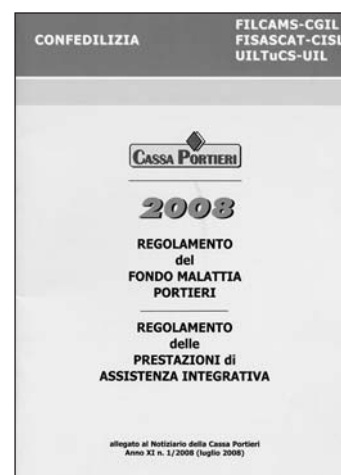 CONFEDILIZIA
FILCAMS-CGIL
FISASCAT-CISL
UILTuCS-UIL
CASSA PORTIERI
2008
REGOLAMENTO
del
FONDO MALATTIA
PORTIERI
REGOLAMENTO
delle
PRESTAZIONI di
ASSISTENZA INTEGRATIVA
allegato al Notiziario della Cassa Portieri
Anno XI n. 1/2008 (luglio 2008)